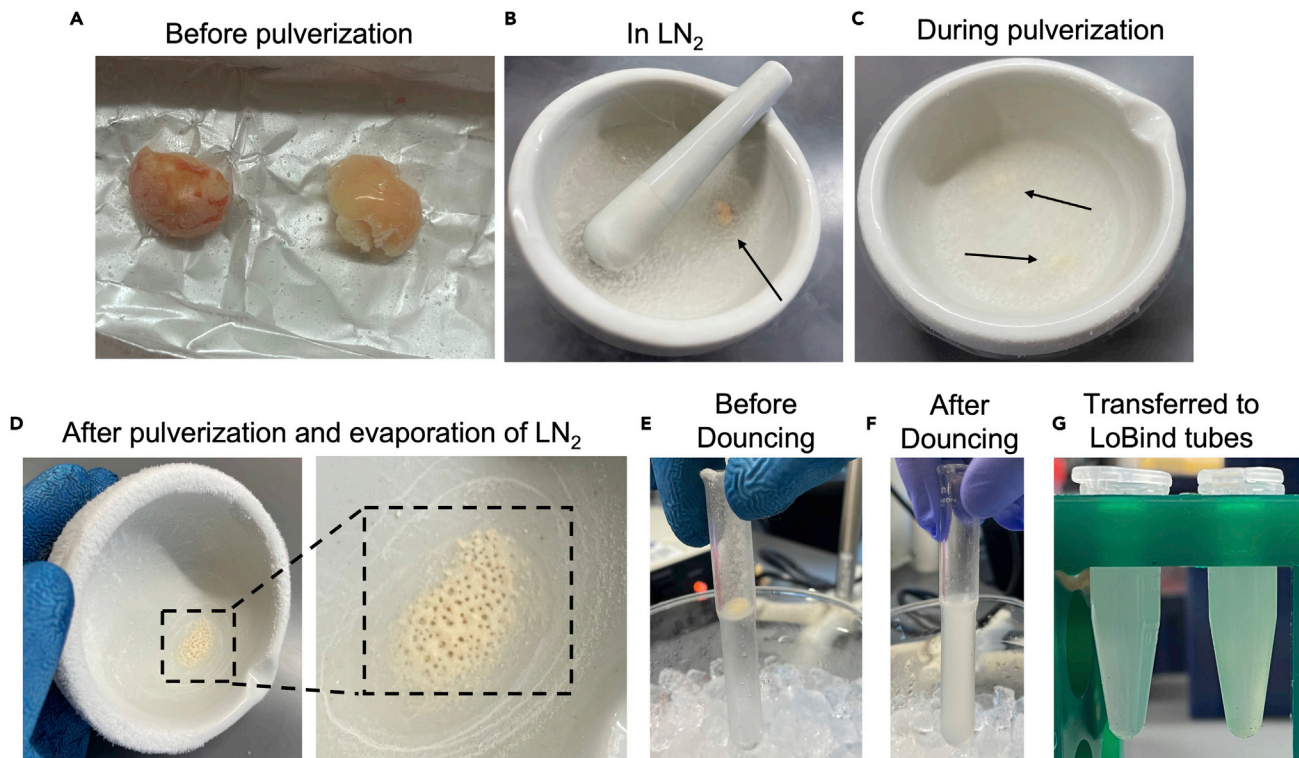 A
Before pulverization
B
In LN₂
C
During pulverization
D
After pulverization and evaporation of LN₂
E
Before
Douncing
F
After
Douncing
G
Transferred to
LoBind tubes